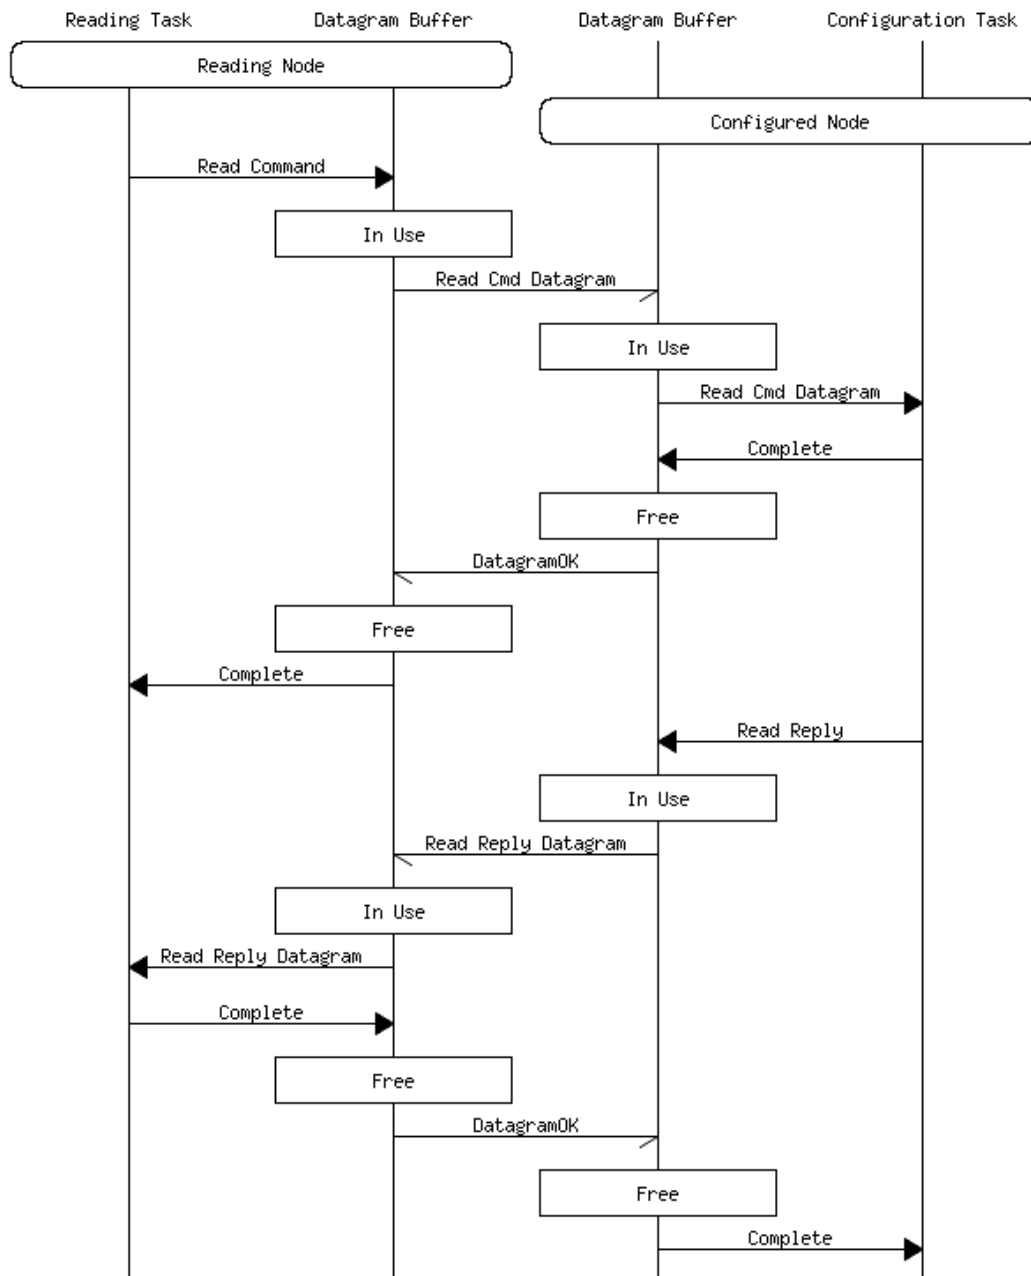 Reading Task
Datagram Buffer
Datagram Buffer
Configuration Task
Reading Node
Configured Node
Read Command
In Use
Read Cmd Datagram
In Use
Read Cmd Datagram
Complete
Free
DatagramOK
Free
Complete
Read Reply
In Use
Read Reply Datagram
In Use
Read Reply Datagram
Complete
Free
DatagramOK
Free
Complete